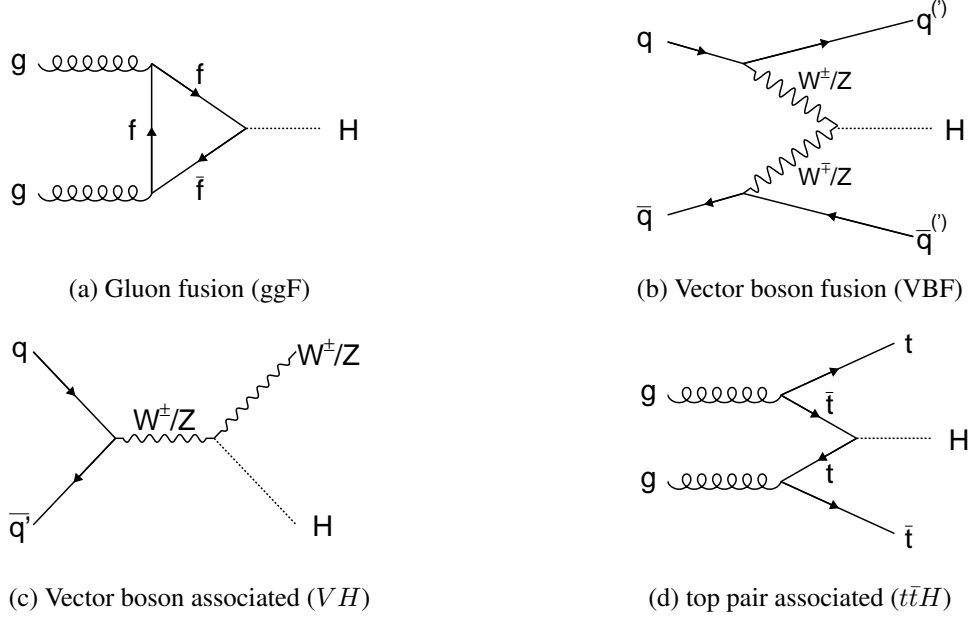 g
f
f
H
g
f̄
(a) Gluon fusion (ggF)
q
q(')
W±/Z
H
W∓/Z
q̄
q̄(')
(b) Vector boson fusion (VBF)
q
W±/Z
W±/Z
q̄'
H
(c) Vector boson associated (VH)
t
g
t̄
H
g
t
t̄
(d) top pair associated (tt̄H)